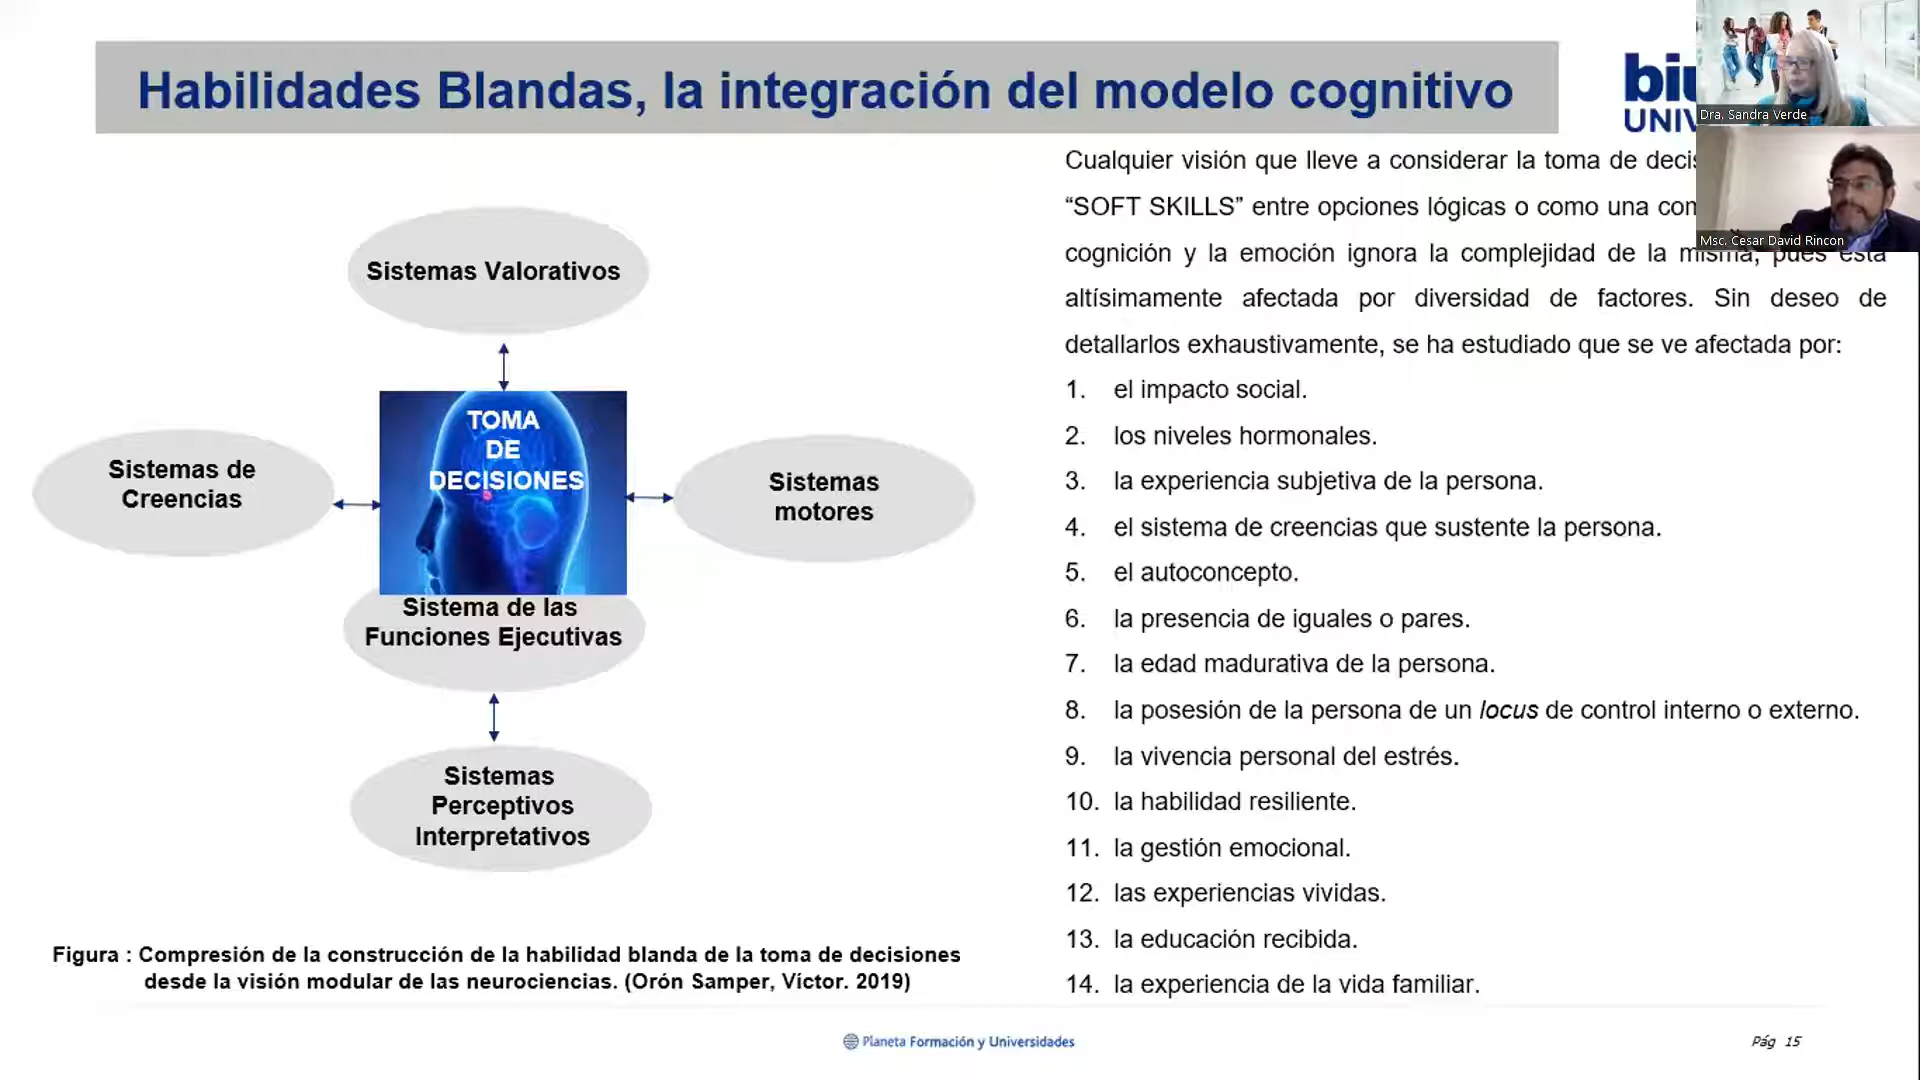 Habilidades Blandas, la integración del modelo cognitivo
UNIV
Dra. Sandra Verde
Msc. Cesar David Rincon
Sistemas Valorativos
TOMA
DE
DECISIONES
Sistemas de
Creencias
Sistemas
motores
Sistema de las
Funciones Ejecutivas
Sistemas
Perceptivos
Interpretativos
Figura : Compresión de la construcción de la habilidad blanda de la toma de decisiones
desde la visión modular de las neurociencias. (Orón Samper, Víctor. 2019)
Cualquier visión que lleve a considerar la toma de
“SOFT SKILLS” entre opciones lógicas o como una
cognición y la emoción ignora la complejidad de la misma, pues esta
altísimamente afectada por diversidad de factores. Sin deseo de
detallarlos exhaustivamente, se ha estudiado que se ve afectada por:
1. el impacto social.
2. los niveles hormonales.
3. la experiencia subjetiva de la persona.
4. el sistema de creencias que sustente la persona.
5. el autoconcepto.
6. la presencia de iguales o pares.
7. la edad madurativa de la persona.
8. la posesión de la persona de un locus de control interno o externo.
9. la vivencia personal del estrés.
10. la habilidad resiliente.
11. la gestión emocional.
12. las experiencias vividas.
13. la educación recibida.
14. la experiencia de la vida familiar.
Planeta Formación y Universidades
Pág 15